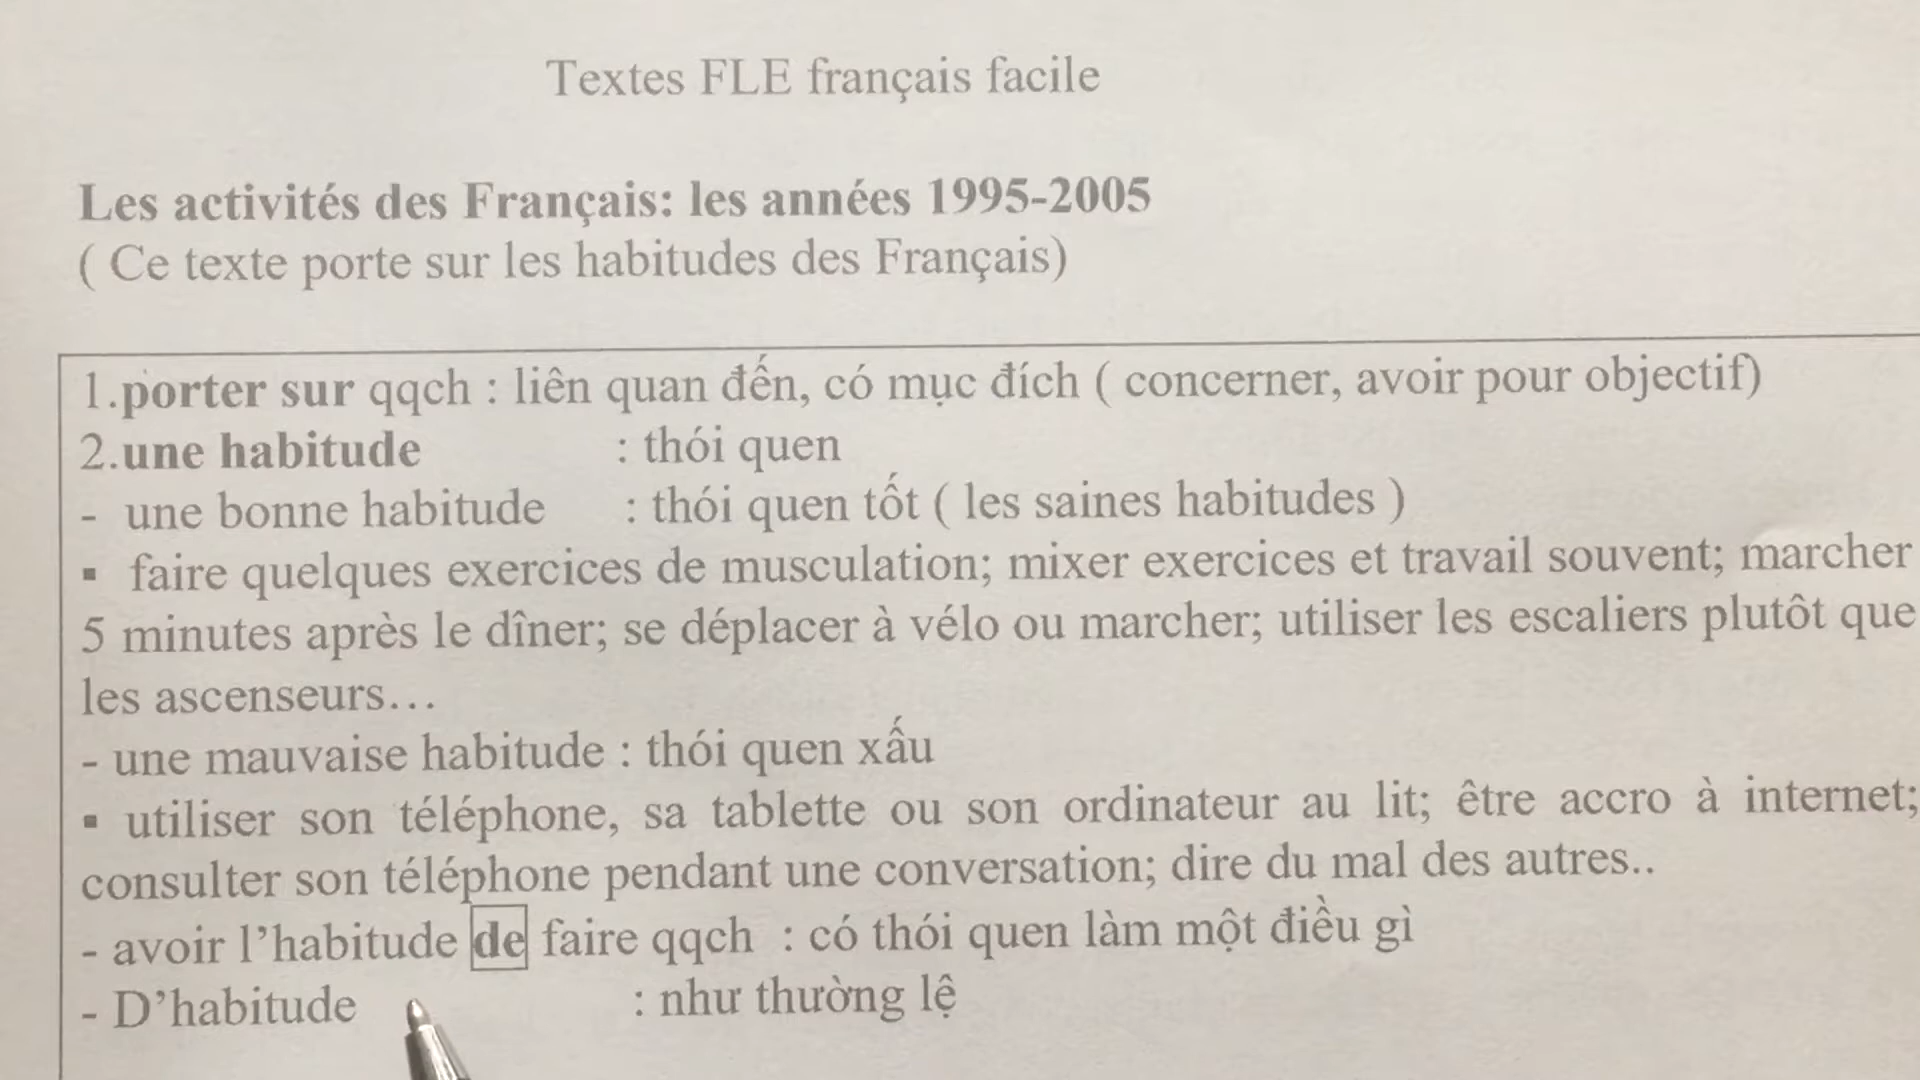 Textes FLE français facile
Les activités des Français: les années 1995-2005
( Ce texte porte sur les habitudes des Français)
1.porter sur qqch : liên quan đến, có mục đích ( concerner, avoir pour objectif)
2.une habitude : thói quen
- une bonne habitude : thói quen tốt ( les saines habitudes )
▪ faire quelques exercices de musculation; mixer exercices et travail souvent; marcher
5 minutes après le dîner; se déplacer à vélo ou marcher; utiliser les escaliers plutôt que
les ascenseurs…
- une mauvaise habitude : thói quen xấu
▪ utiliser son téléphone, sa tablette ou son ordinateur au lit; être accro à internet;
consulter son téléphone pendant une conversation; dire du mal des autres..
- avoir l’habitude de faire qqch : có thói quen làm một điều gì
- D’habitude : như thường lệ